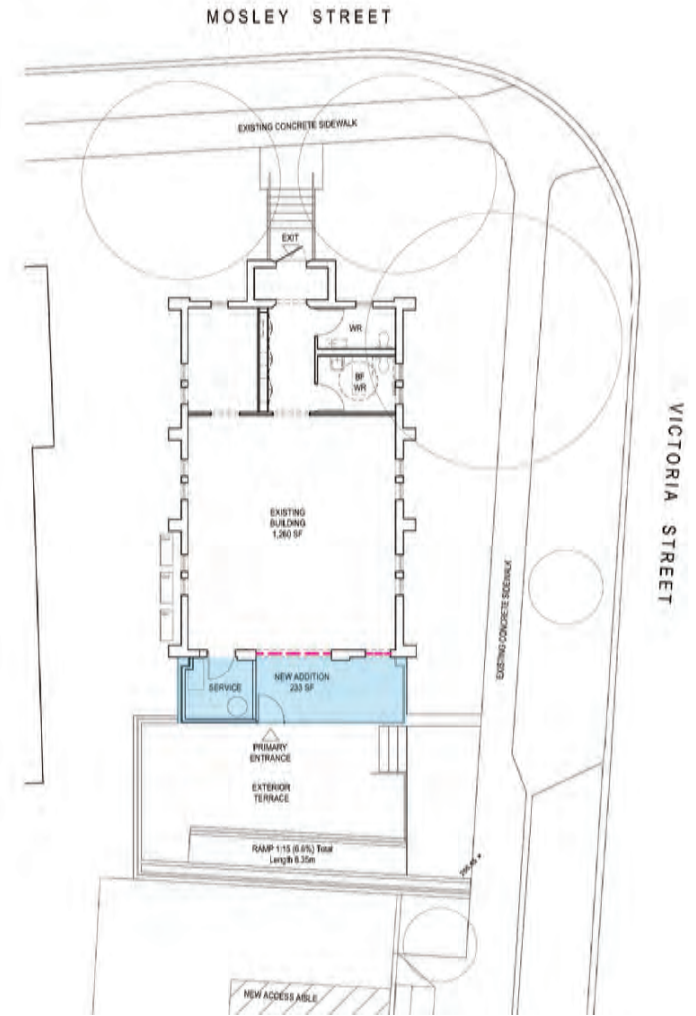 MOSLEY STREET
EXISTING CONCRETE SIDEWALK
EXIT
WR
BF
WR
VICTORIA STREET
EXISTING
BUILDING
1,260 SF
EXISTING CONCRETE SIDEWALK
SERVICE
NEW ADDITION
233 SF
PRIMARY
ENTRANCE
EXTERIOR
TERRACE
RAMP 1:15 (6.6%) Total
Length 8.35m
NEW ACCESS AISLE